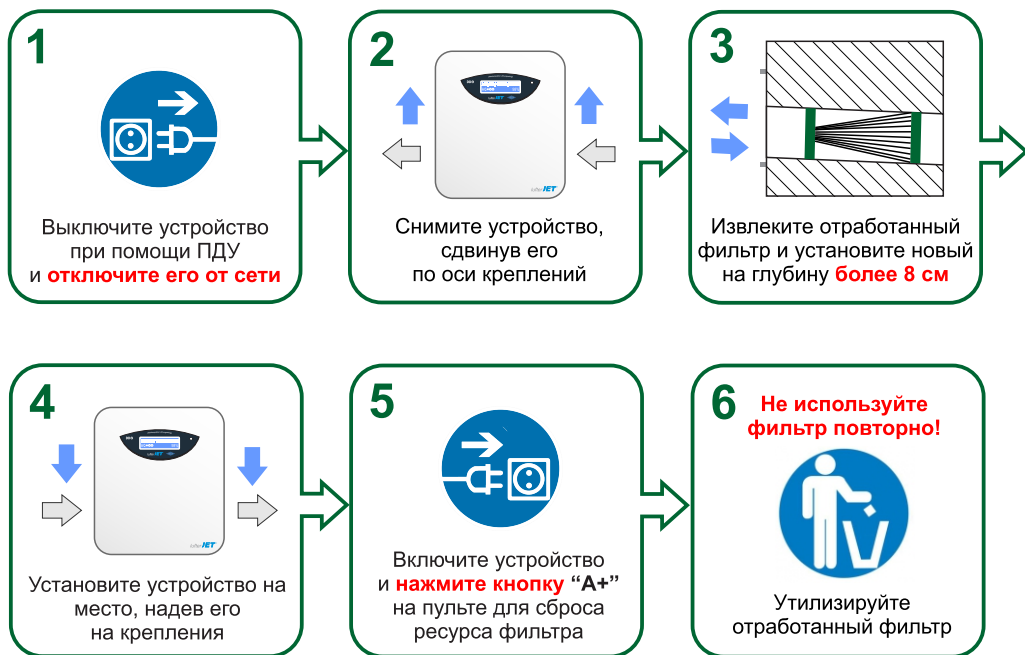 1
Выключите устройство
при помощи ПДУ
и отключите его от сети
2
Снимите устройство,
сдвинув его
по оси креплений
3
Извлеките отработанный
фильтр и установите новый
на глубину более 8 см
4
Установите устройство на
место, надев его
на крепления
5
Включите устройство
и нажмите кнопку “A+”
на пульте для сброса
ресурса фильтра
6
Не используйте
фильтр повторно!
Утилизируйте
отработанный фильтр